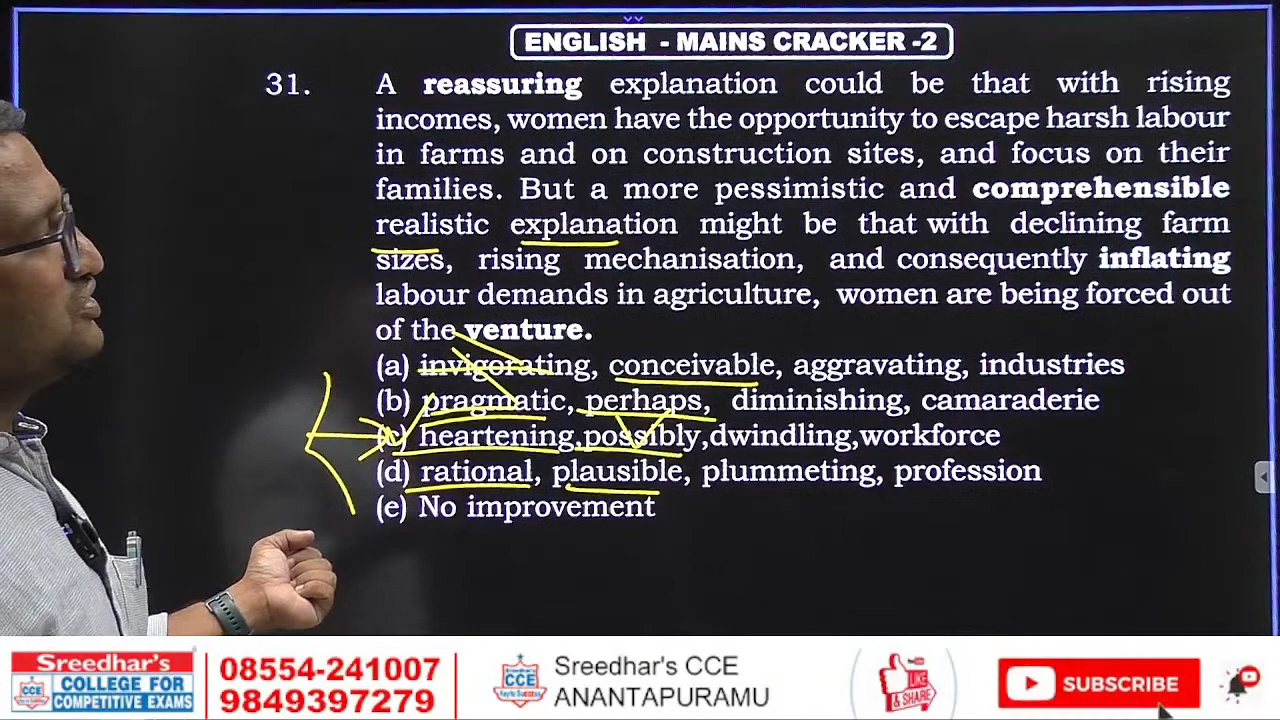 ENGLISH - MAINS CRACKER -2
31. A reassuring explanation could be that with rising
incomes, women have the opportunity to escape harsh labour
in farms and on construction sites, and focus on their
families. But a more pessimistic and comprehensible
realistic explanation might be that with declining farm
sizes, rising mechanisation, and consequently inflating
labour demands in agriculture, women are being forced out
of the venture.
(a) invigorating, conceivable, aggravating, industries
(b) pragmatic, perhaps, diminishing, camaraderie
(c) heartening,possibly,dwindling,workforce
(d) rational, plausible, plummeting, profession
(e) No improvement
Sreedhar's
CCE
COLLEGE FOR
COMPETITIVE EXAMS
08554-241007
9849397279
CCE
Sreedhar's CCE
ANANTAPURAMU
LIKE
& SHARE
SUBSCRIBE